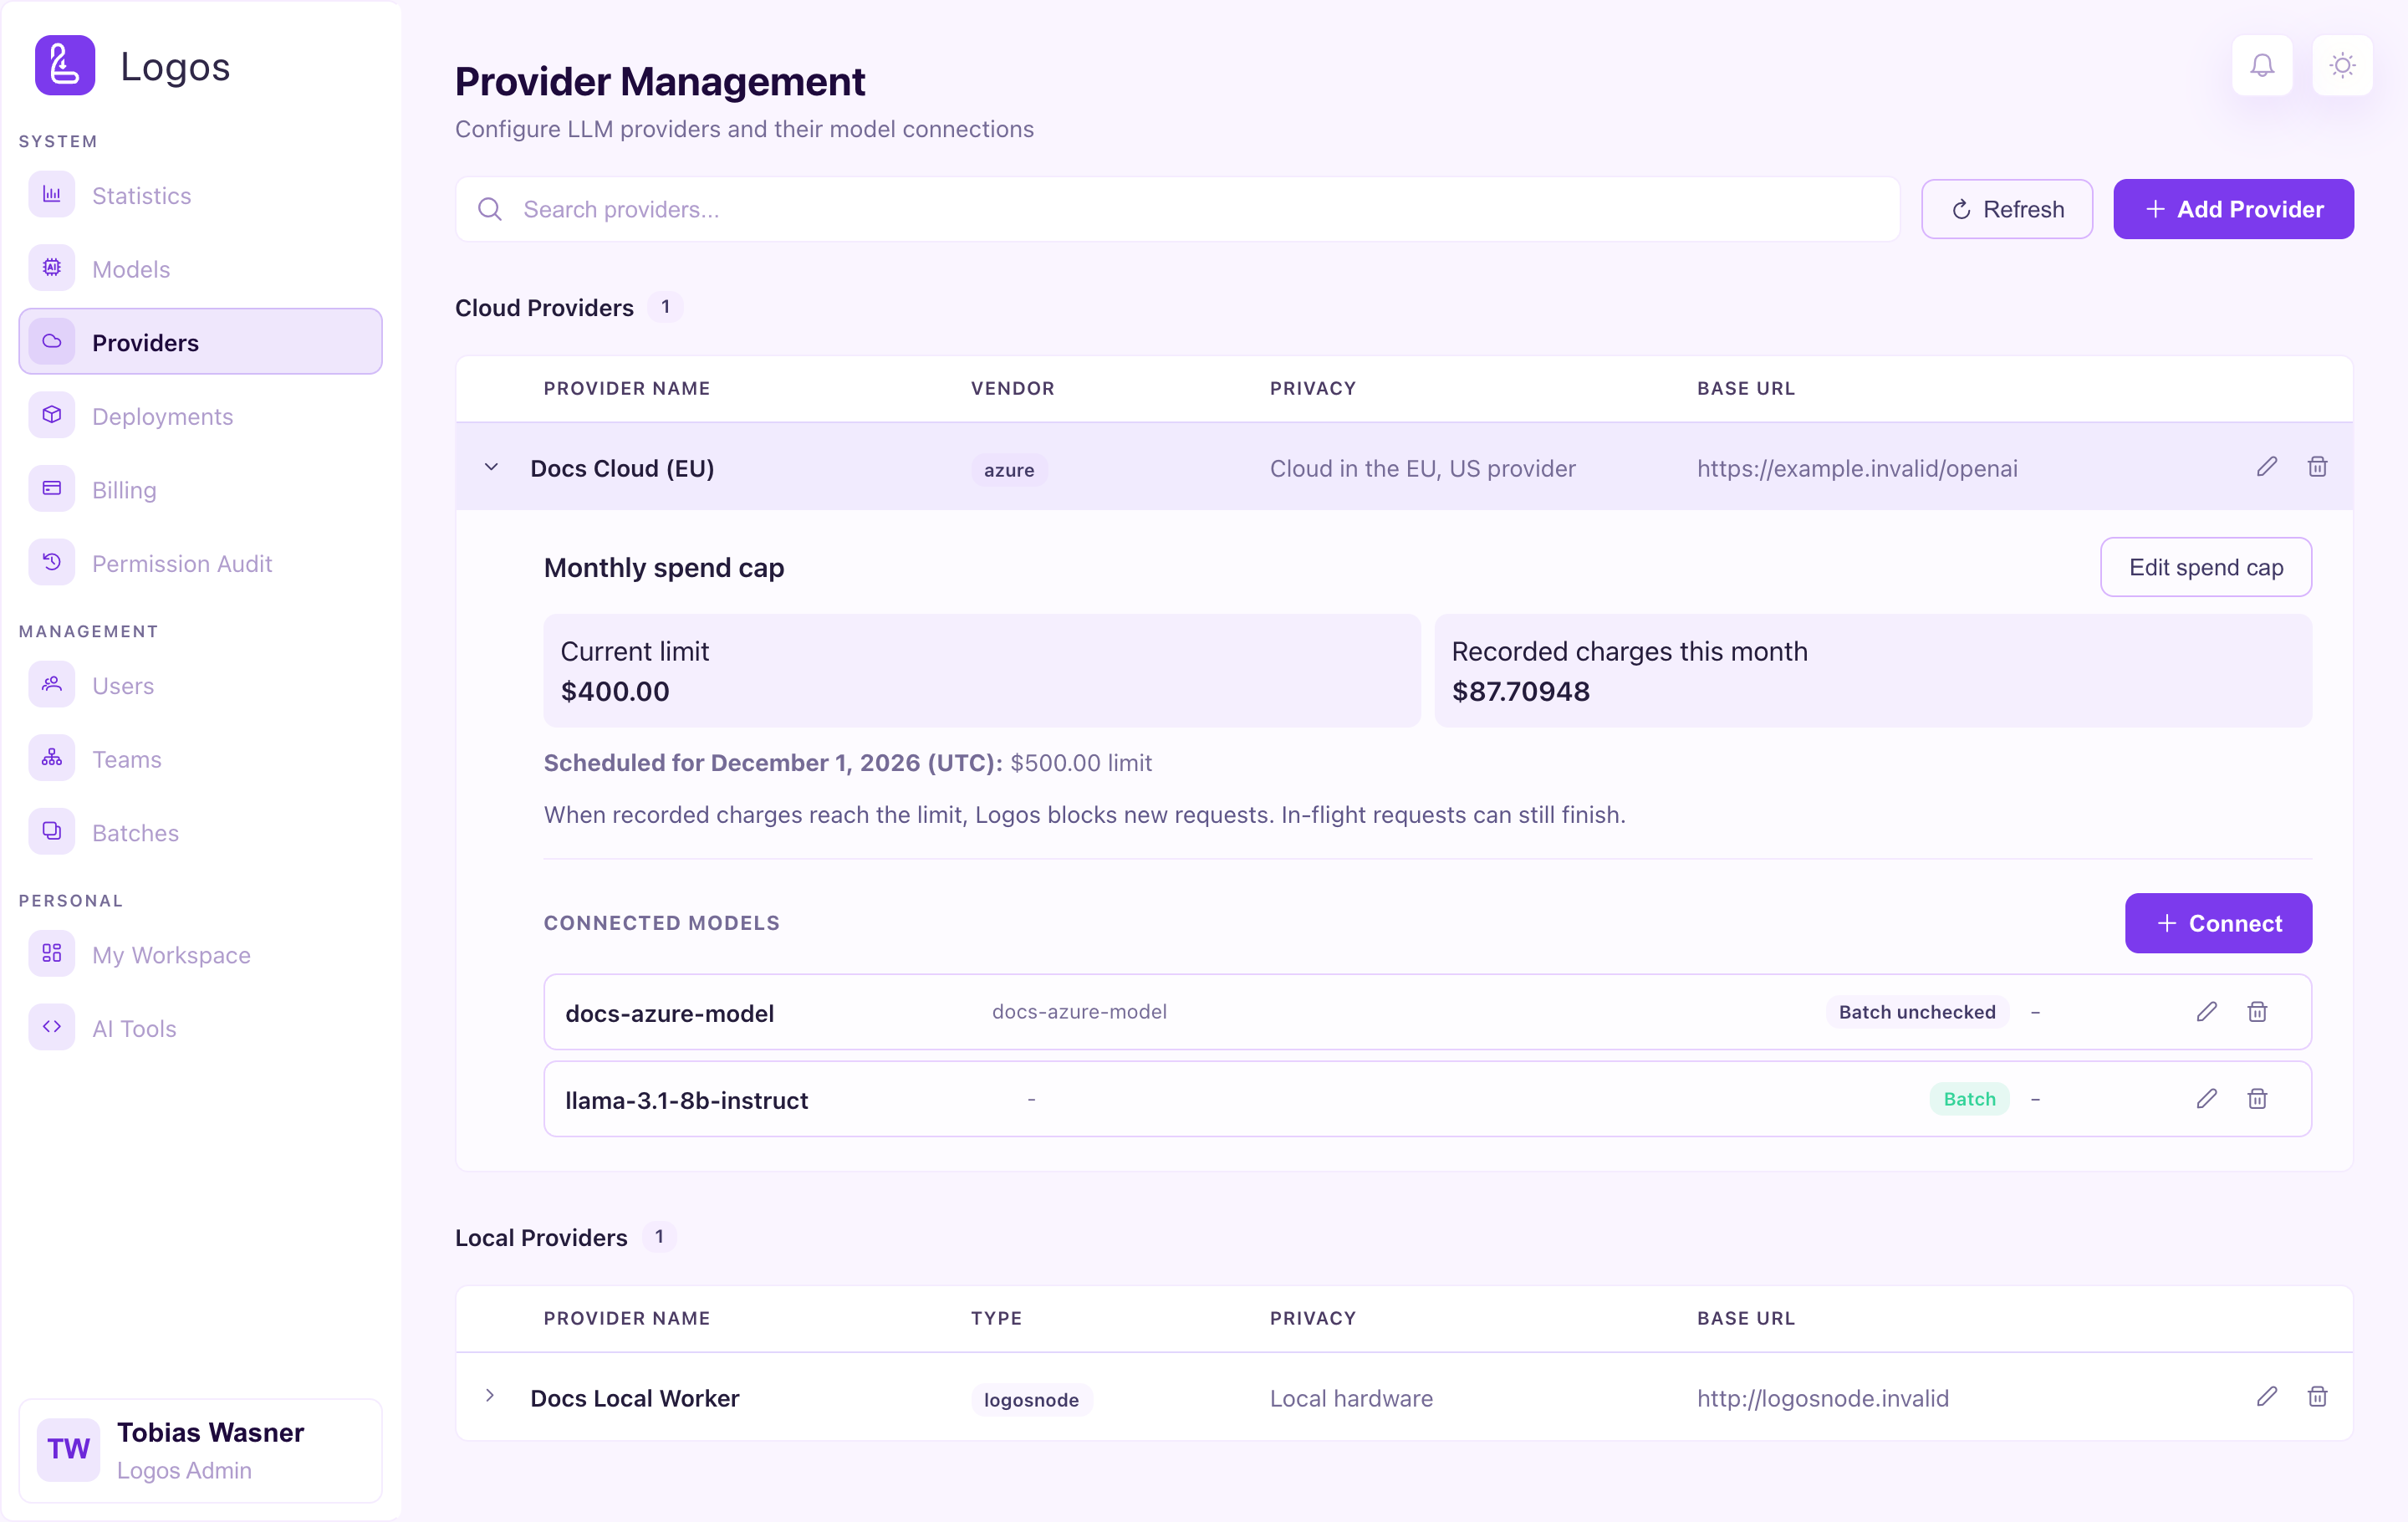 Logos
SYSTEM
Statistics
Models
Providers
Deployments
Billing
Permission Audit
MANAGEMENT
Users
Teams
Batches
PERSONAL
My Workspace
AI Tools
TW
Tobias Wasner
Logos Admin
Provider Management
Configure LLM providers and their model connections
Search providers...
Refresh
+ Add Provider
Cloud Providers 1
PROVIDER NAME VENDOR PRIVACY BASE URL
Docs Cloud (EU) azure Cloud in the EU, US provider https://example.invalid/openai
Monthly spend cap
Edit spend cap
Current limit
$400.00
Recorded charges this month
$87.70948
Scheduled for December 1, 2026 (UTC): $500.00 limit
When recorded charges reach the limit, Logos blocks new requests. In-flight requests can still finish.
CONNECTED MODELS
+ Connect
docs-azure-model docs-azure-model Batch unchecked –
llama-3.1-8b-instruct - Batch –
Local Providers 1
PROVIDER NAME TYPE PRIVACY BASE URL
Docs Local Worker logosnode Local hardware http://logosnode.invalid